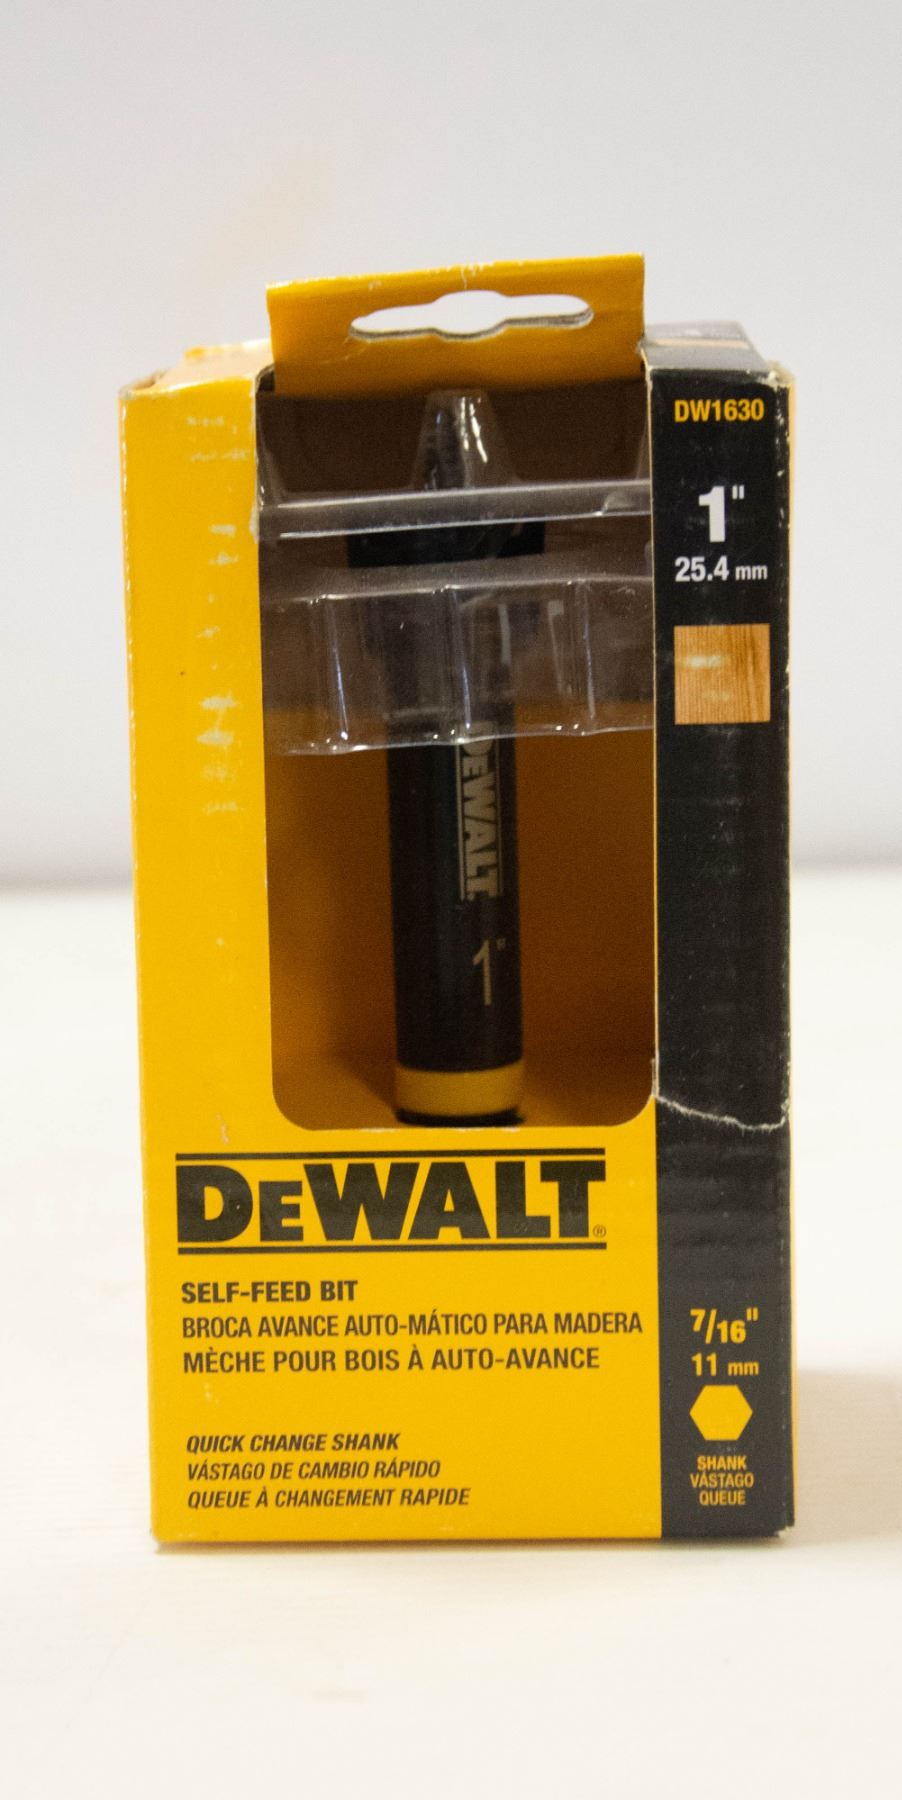 DW1630
1"
25.4 mm
DEWALT.
1"
DEWALT®
SELF-FEED BIT
BROCA AVANCE AUTO-MÁTICO PARA MADERA
MÈCHE POUR BOIS À AUTO-AVANCE
QUICK CHANGE SHANK
VÁSTAGO DE CAMBIO RÁPIDO
QUEUE À CHANGEMENT RAPIDE
7/16"
11 mm
SHANK
VÁSTAGO
QUEUE